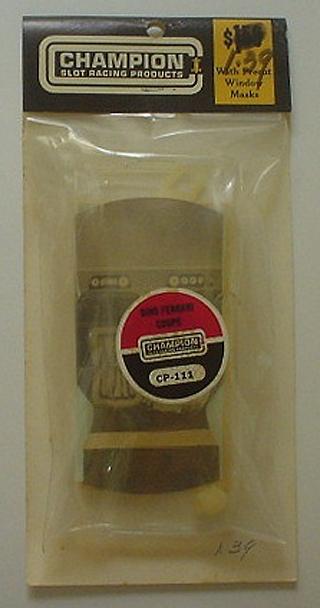 CHAMPION
SLOT RACING PRODUCTS
1.39
With Precut
Window
Masks
DINO FERRARI
COUPE
CHAMPION
CP-111
1.39